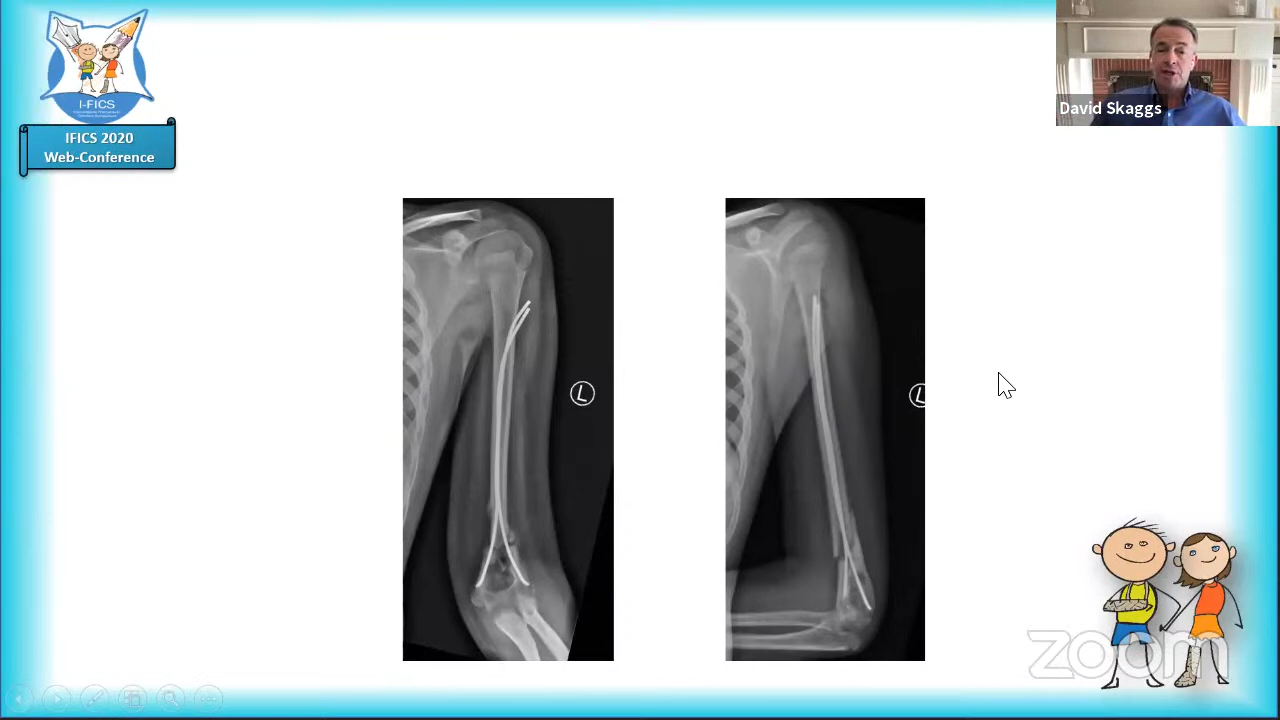 I-FICS
IFICS 2020
Web-Conference
David Skaggs
L
L
zoom